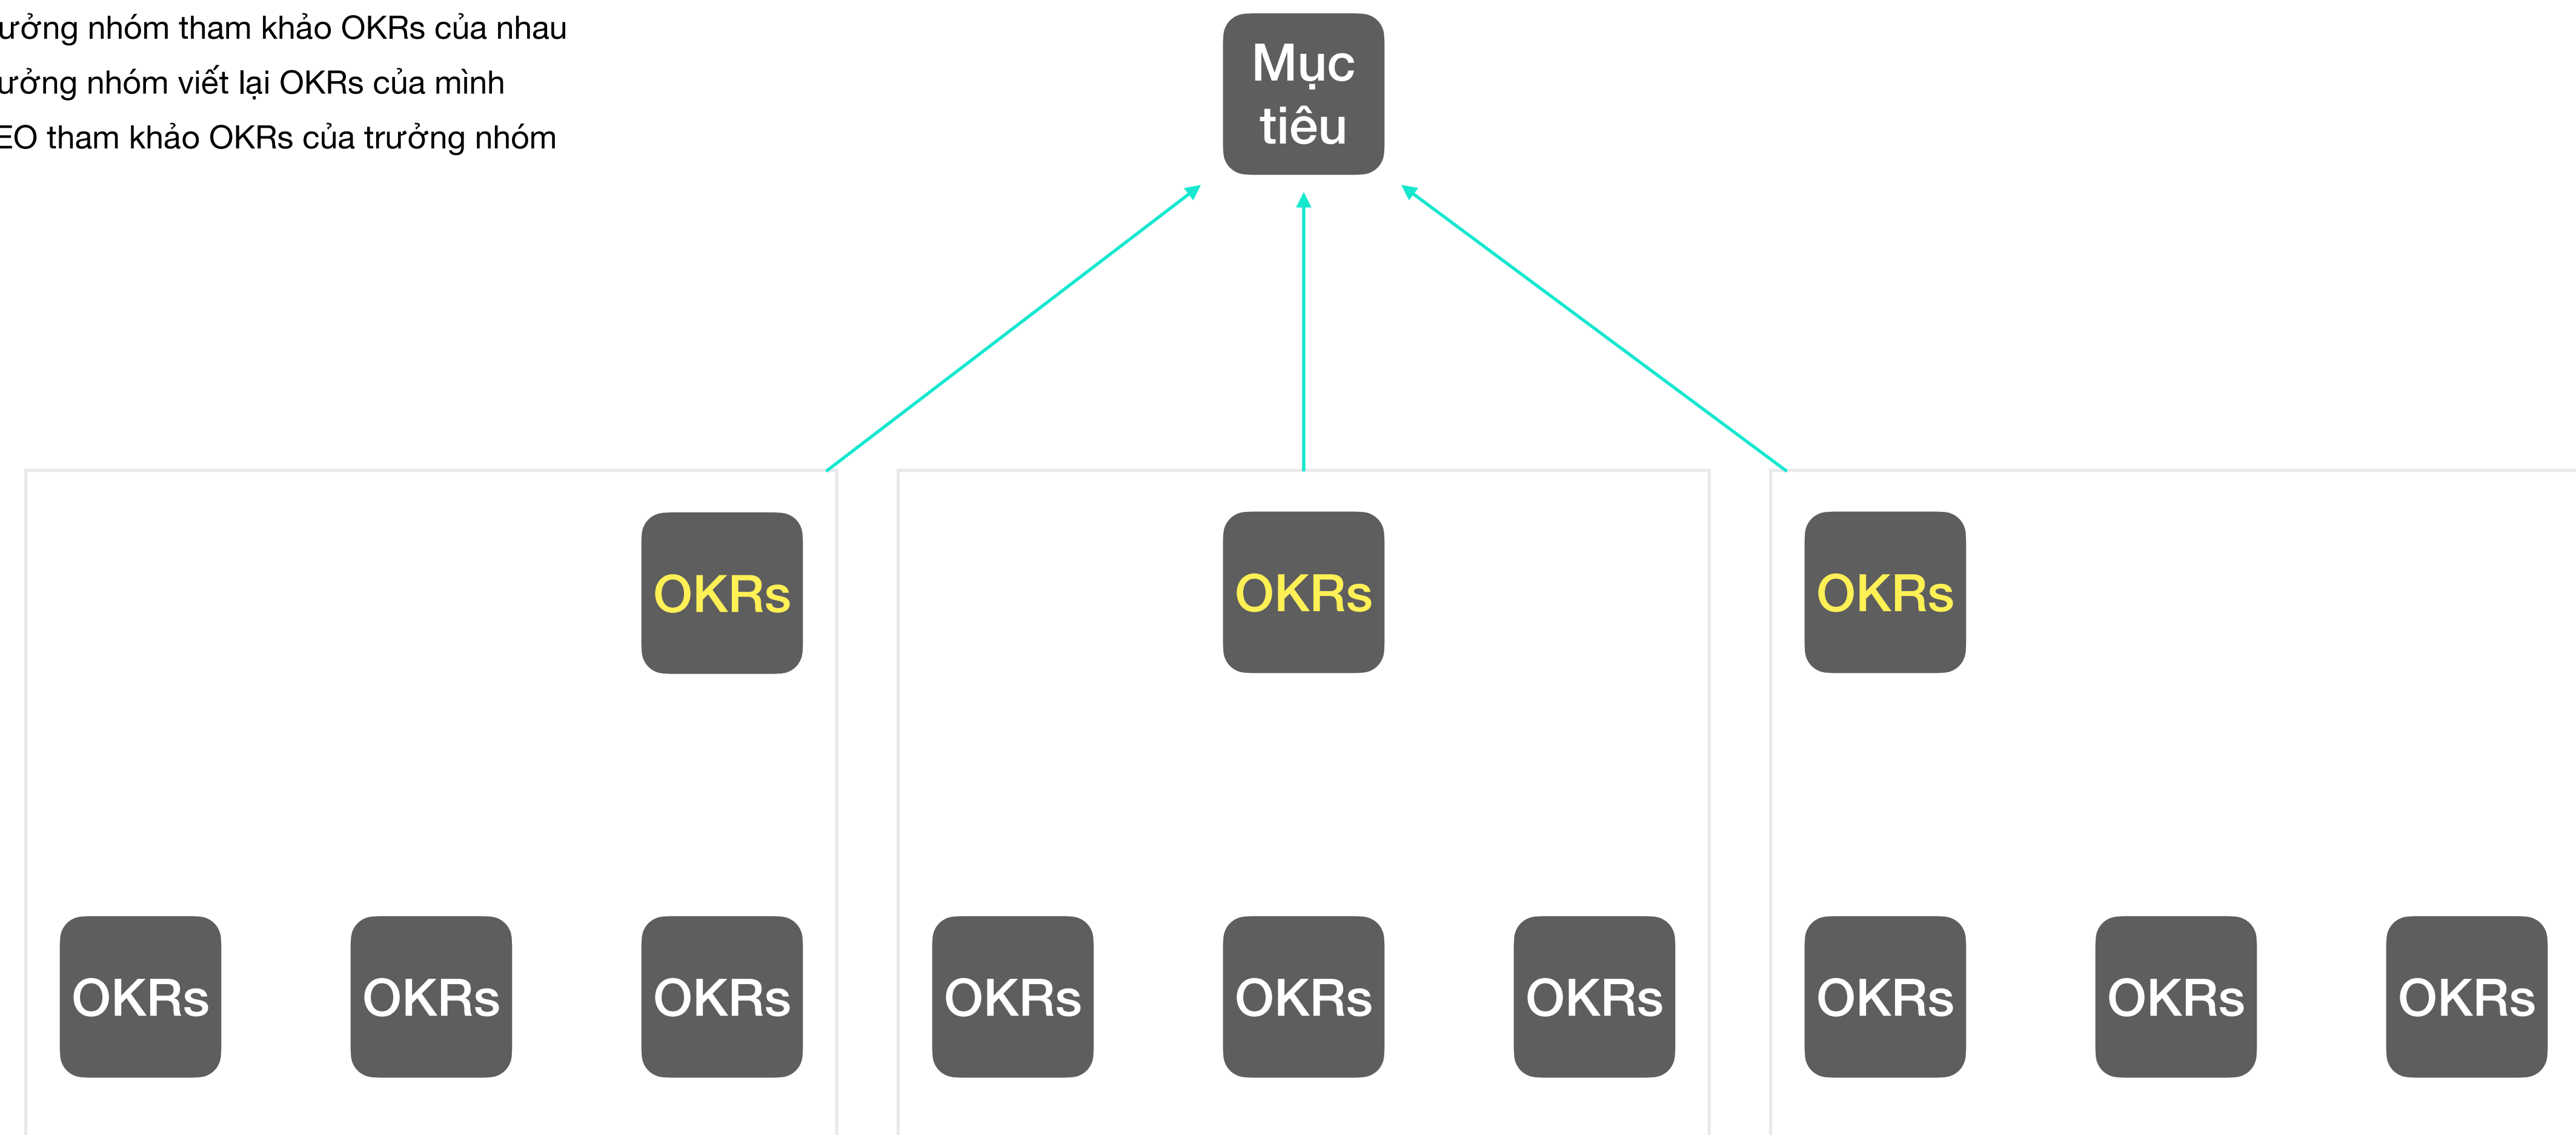 ưởng nhóm tham khảo OKRs của nhau
ưởng nhóm viết lại OKRs của mình
EO tham khảo OKRs của trưởng nhóm
Mục
tiêu
OKRs OKRs OKRs
OKRs OKRs OKRs OKRs OKRs OKRs OKRs OKRs OKRs